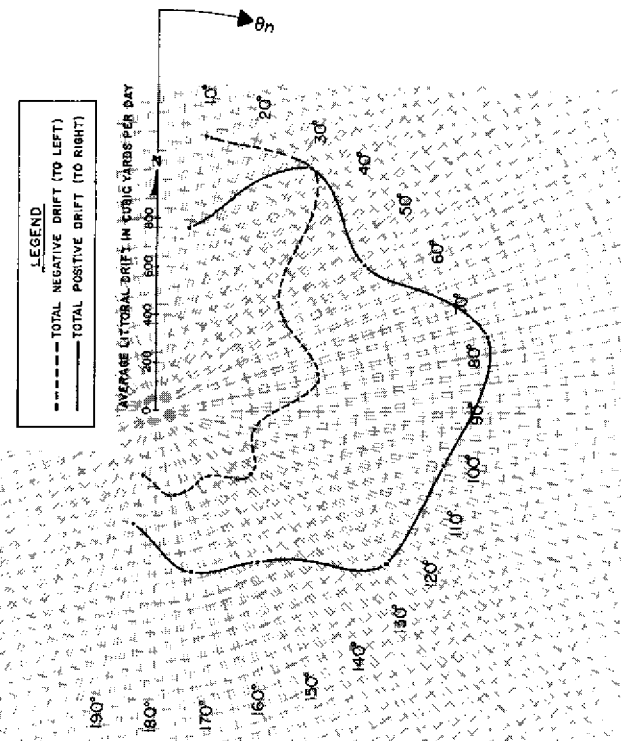 θn
LEGEND
TOTAL NEGATIVE DRIFT (TO LEFT)
TOTAL POSITIVE DRIFT (TO RIGHT)
AVERAGE LITTORAL DRIFT IN CUBIC YARDS PER DAY
0 200 400 600 800
N
10°
20°
30°
40°
50°
60°
70°
80°
90°
100°
110°
120°
130°
140°
150°
160°
170°
180°
190°